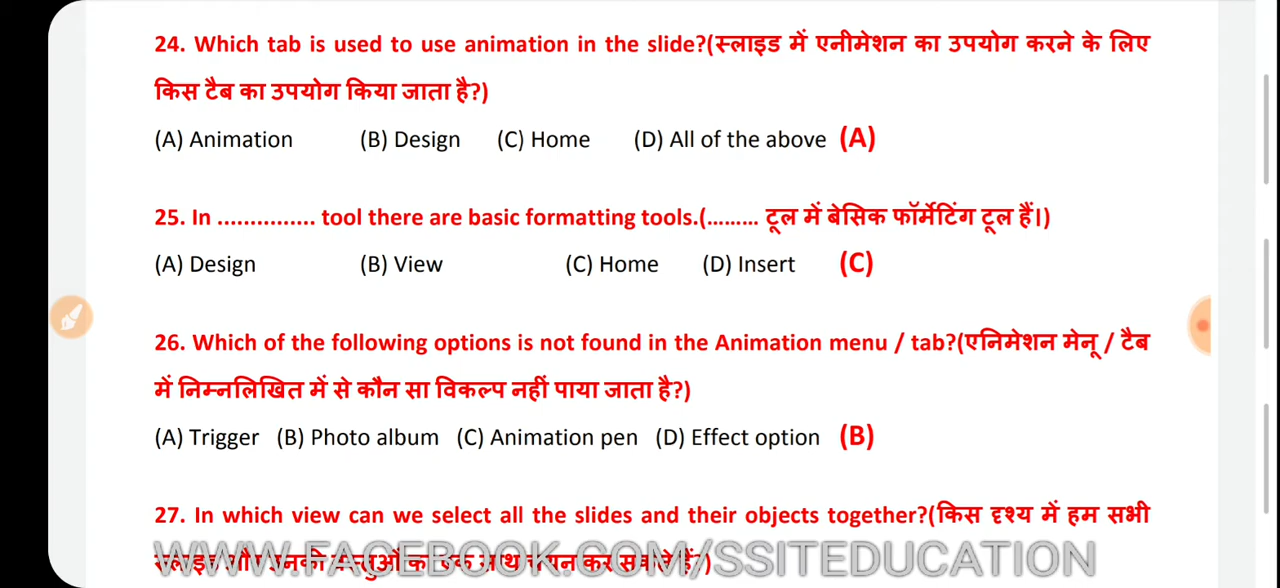 24. Which tab is used to use animation in the slide?(स्लाइड में एनीमेशन का उपयोग करने के लिए
किस टैब का उपयोग किया जाता है?)
(A) Animation (B) Design (C) Home (D) All of the above (A)
25. In ............... tool there are basic formatting tools.(......... टूल में बेसिक फॉर्मेटिंग टूल हैं।)
(A) Design (B) View (C) Home (D) Insert (C)
26. Which of the following options is not found in the Animation menu / tab?(एनिमेशन मेनू / टैब
में निम्नलिखित में से कौन सा विकल्प नहीं पाया जाता है?)
(A) Trigger (B) Photo album (C) Animation pen (D) Effect option (B)
27. In which view can we select all the slides and their objects together?(किस दृश्य में हम सभी
WWW.FACEBOOK.COM/SSITEDUCATION